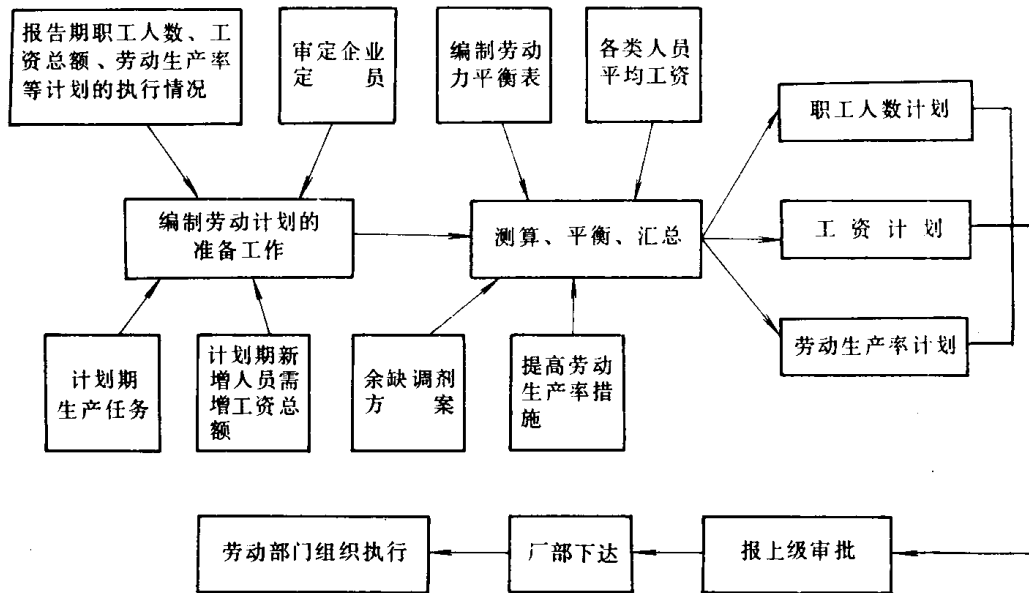 报告期职工人数、工
资总额、劳动生产率
等计划的执行情况
审定企业
定员
编制劳动
力平衡表
各类人员
平均工资
职工人数计划
编制劳动计划的
准备工作
测算、平衡、汇总
工资计划
劳动生产率计划
计划期
生产任务
计划期新
增人员需
增工资总
额
余缺调剂
方案
提高劳动
生产率措
施
劳动部门组织执行
厂部下达
报上级审批